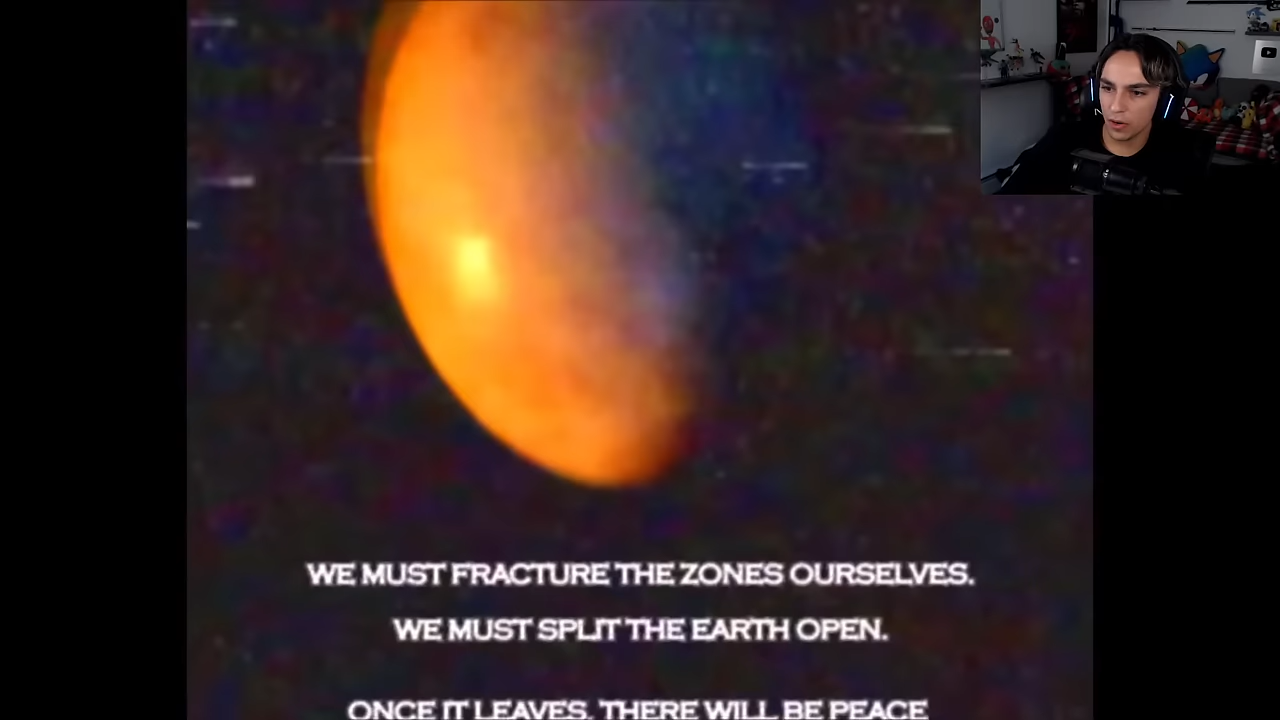 WE MUST FRACTURE THE ZONES OURSELVES.
WE MUST SPLIT THE EARTH OPEN.
ONCE IT LEAVES, THERE WILL BE PEACE